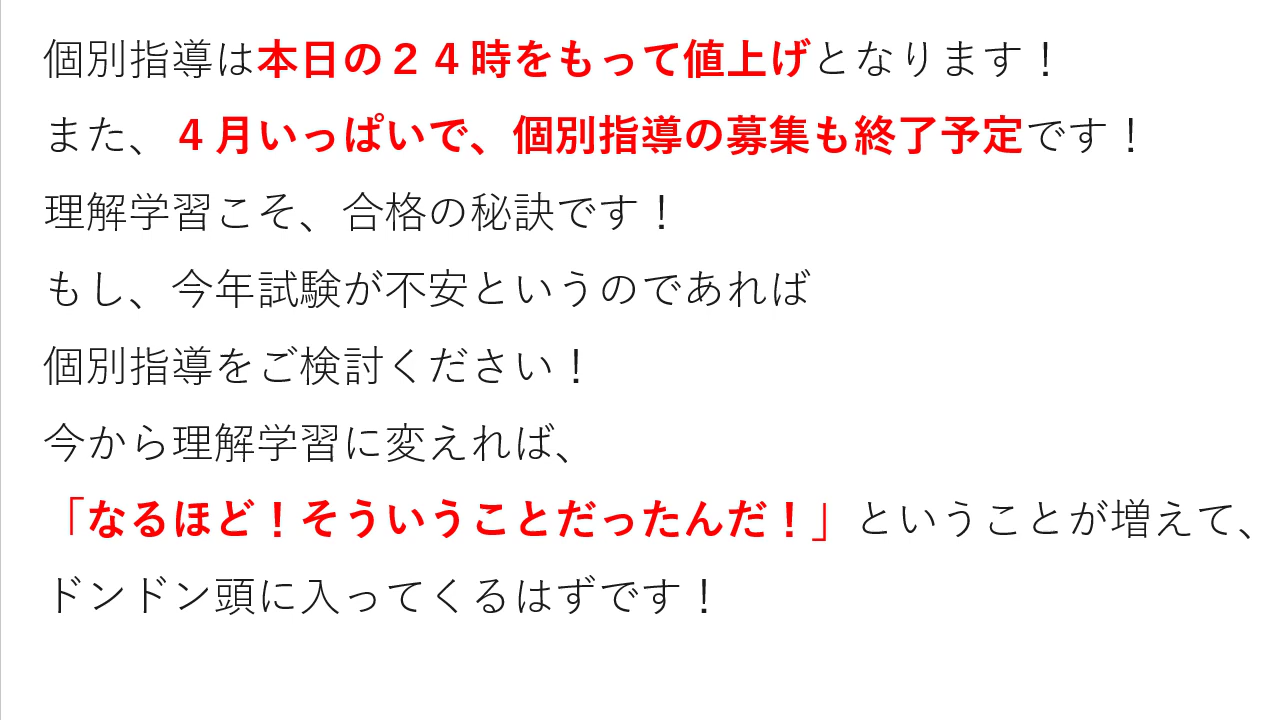 個別指導は本日の２４時をもって値上げとなります！
また、４月いっぱいで、個別指導の募集も終了予定です！
理解学習こそ、合格の秘訣です！
もし、今年試験が不安というのであれば
個別指導をご検討ください！
今から理解学習に変えれば、
「なるほど！そういうことだったんだ！」ということが増えて、
ドンドン頭に入ってくるはずです！